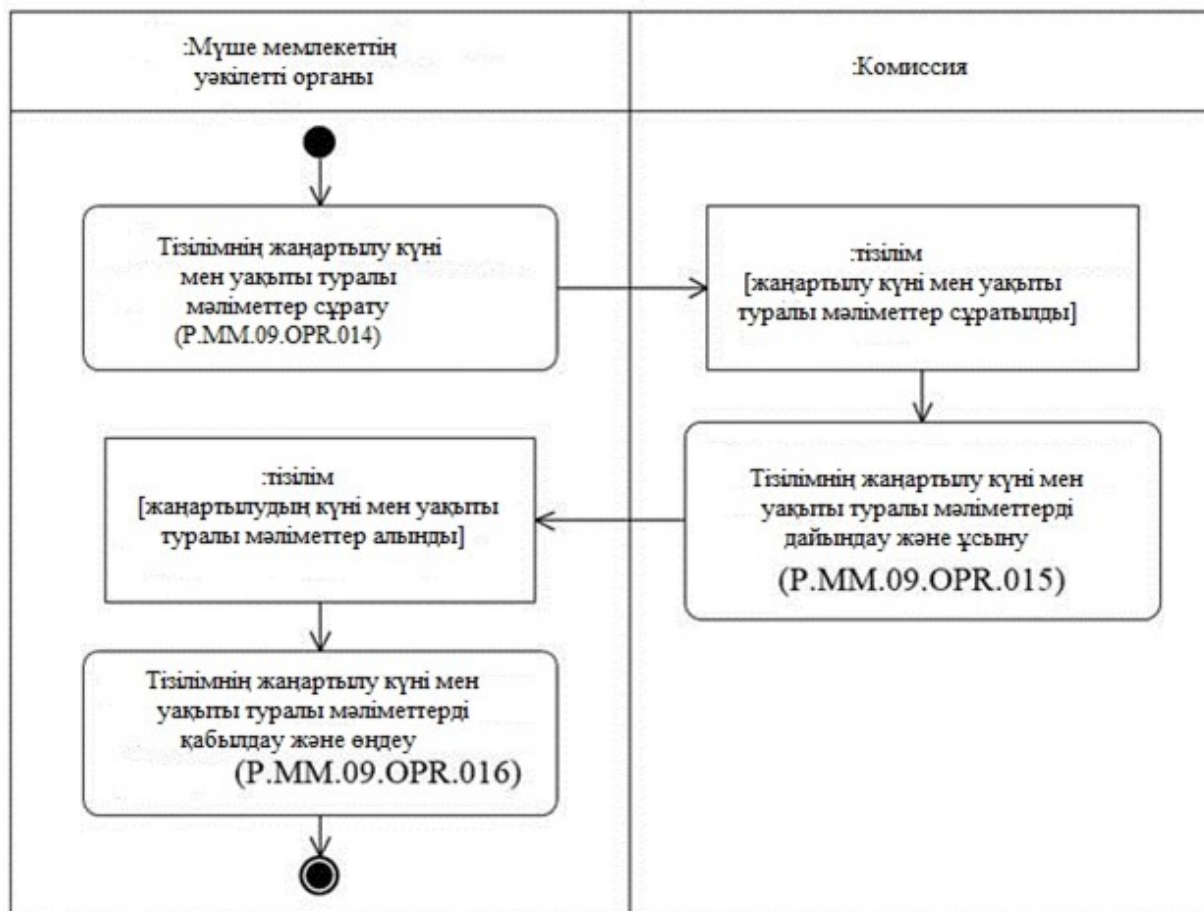 :Мүше мемлекеттің
уәкілетті органы
:Комиссия
Тізілімнің жаңартылу күні
мен уақыты туралы
мәліметтер сұрату
(P.MM.09.OPR.014)
:тізілім
[жаңартылу күні мен уақыты
туралы мәліметтер сұратылды]
Тізілімнің жаңартылу күні мен
уақыты туралы мәліметтерді
дайындау және ұсыну
(P.MM.09.OPR.015)
:тізілім
[жаңартылудың күні мен уақыты
туралы мәліметтер алынды]
Тізілімнің жаңартылу күні мен
уақыты туралы мәліметтерді
қабылдау және өңдеу
(P.MM.09.OPR.016)